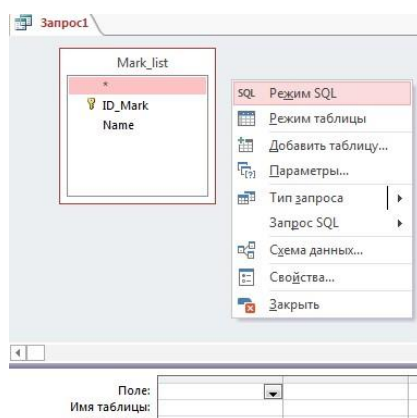 Запрос1
Mark_list
*
ID_Mark
Name
SQL Режим SQL
Режим таблицы
Добавить таблицу...
Параметры...
Тип запроса
Запрос SQL
Схема данных...
Свойства...
Закрыть
Поле:
Имя таблицы: